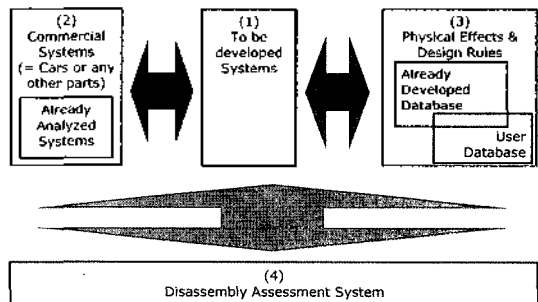 (2)
Commercial
Systems
(= Cars or any
other parts)
Already
Analyzed
Systems
(1)
To be
developed
Systems
(3)
Physical Effects &
Design Rules
Already
Developed
Database
User
Database
(4)
Disassembly Assessment System